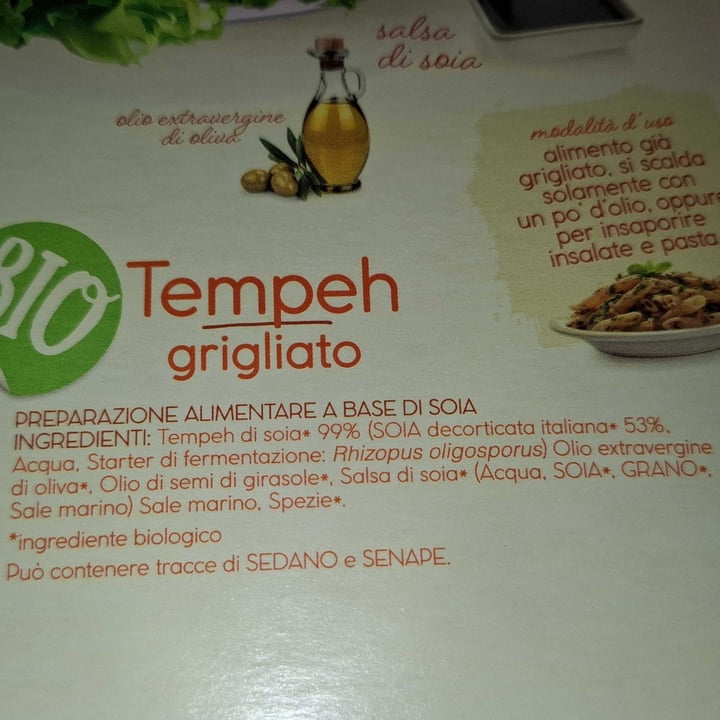 salsa
di soia
olio extravergine
di oliva
modalità d'uso
alimento già
grigliato, si scalda
solamente con
un po' d'olio, oppure
per insaporire
insalate e pasta
BIO
Tempeh
grigliato
PREPARAZIONE ALIMENTARE A BASE DI SOIA
INGREDIENTI: Tempeh di soia* 99% (SOIA decorticata italiana* 53%,
Acqua, Starter di fermentazione: Rhizopus oligosporus) Olio extravergine
di oliva*, Olio di semi di girasole*, Salsa di soia* (Acqua, SOIA*, GRANO*,
Sale marino) Sale marino, Spezie*.
*ingrediente biologico
Può contenere tracce di SEDANO e SENAPE.